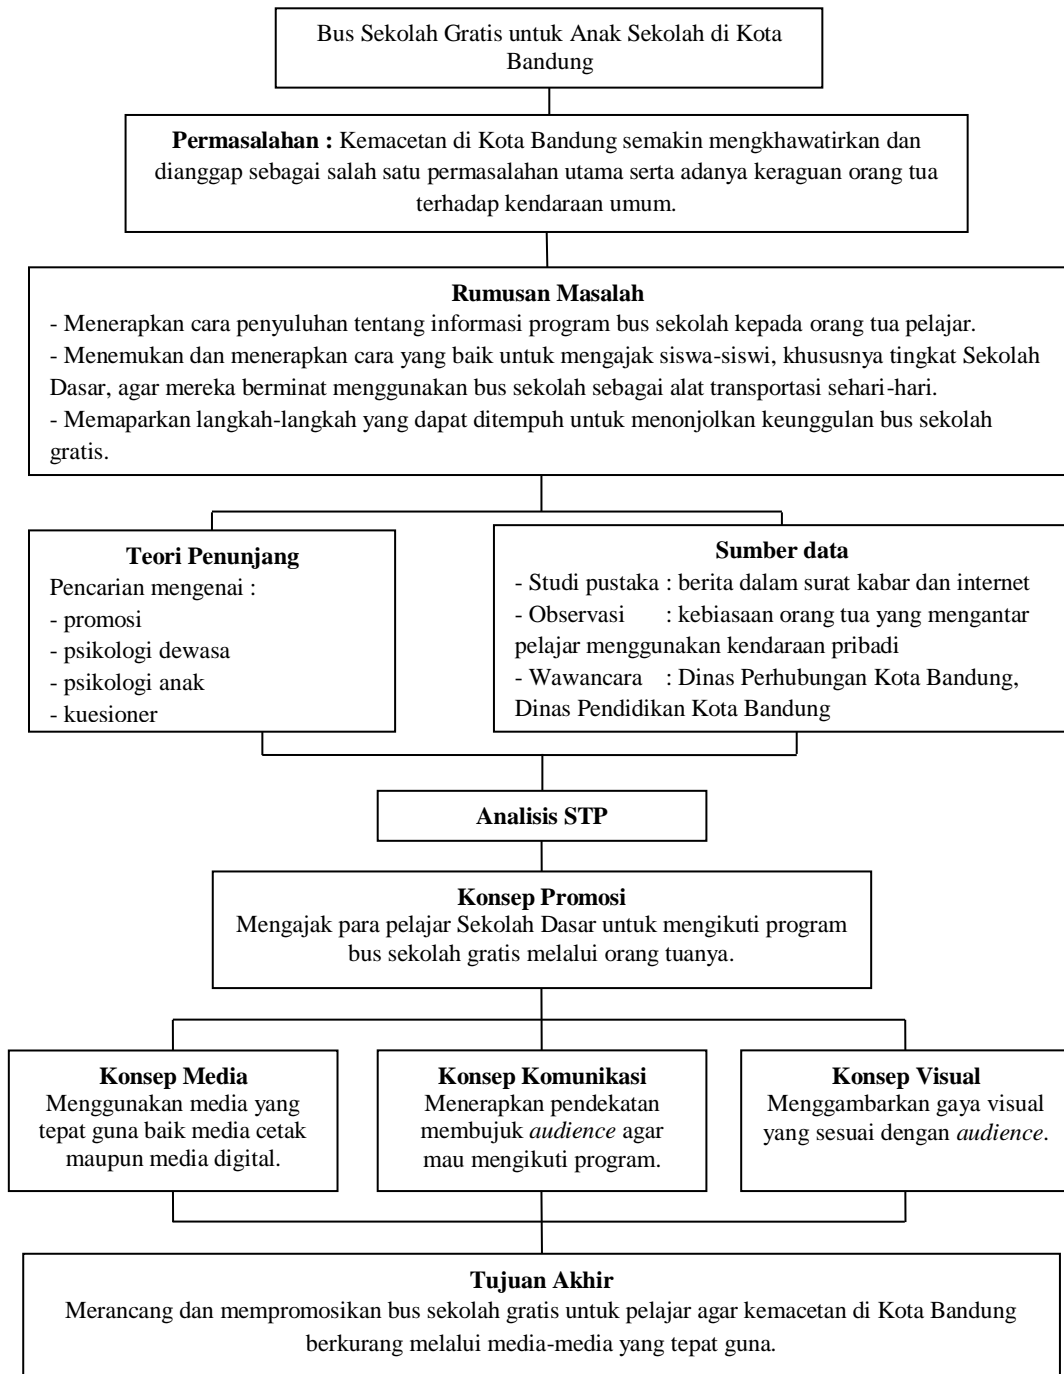 Bus Sekolah Gratis untuk Anak Sekolah di Kota
Bandung
Permasalahan : Kemacetan di Kota Bandung semakin mengkhawatirkan dan
dianggap sebagai salah satu permasalahan utama serta adanya keraguan orang tua
terhadap kendaraan umum.
Rumusan Masalah
- Menerapkan cara penyuluhan tentang informasi program bus sekolah kepada orang tua pelajar.
- Menemukan dan menerapkan cara yang baik untuk mengajak siswa-siswi, khususnya tingkat Sekolah
Dasar, agar mereka berminat menggunakan bus sekolah sebagai alat transportasi sehari-hari.
- Memaparkan langkah-langkah yang dapat ditempuh untuk menonjolkan keunggulan bus sekolah
gratis.
Teori Penunjang
Pencarian mengenai :
- promosi
- psikologi dewasa
- psikologi anak
- kuesioner
Sumber data
- Studi pustaka : berita dalam surat kabar dan internet
- Observasi : kebiasaan orang tua yang mengantar
pelajar menggunakan kendaraan pribadi
- Wawancara : Dinas Perhubungan Kota Bandung,
Dinas Pendidikan Kota Bandung
Analisis STP
Konsep Promosi
Mengajak para pelajar Sekolah Dasar untuk mengikuti program
bus sekolah gratis melalui orang tuanya.
Konsep Media
Menggunakan media yang
tepat guna baik media cetak
maupun media digital.
Konsep Komunikasi
Menerapkan pendekatan
membujuk audience agar
mau mengikuti program.
Konsep Visual
Menggambarkan gaya visual
yang sesuai dengan audience.
Tujuan Akhir
Merancang dan mempromosikan bus sekolah gratis untuk pelajar agar kemacetan di Kota Bandung
berkurang melalui media-media yang tepat guna.